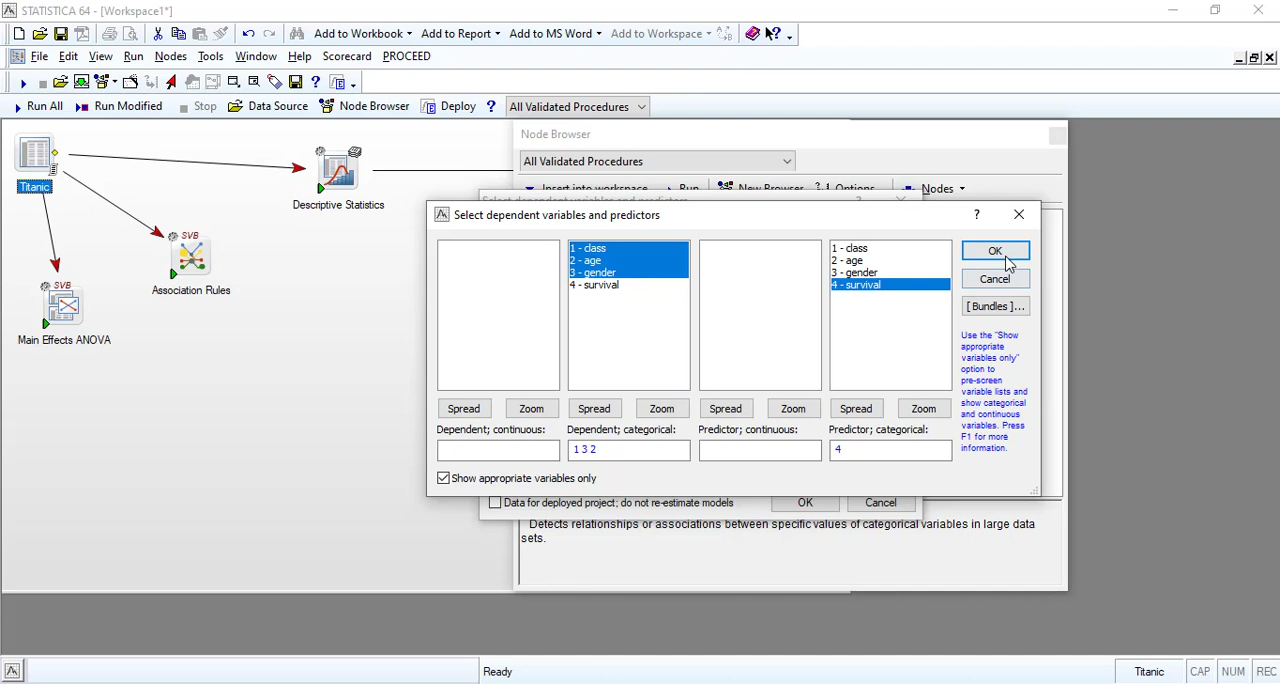 STATISTICA 64 - [Workspace1*]
Add to Workbook Add to Report Add to MS Word Add to Workspace
File Edit View Run Nodes Tools Window Help Scorecard PROCEED
Run All Run Modified Stop Data Source Node Browser Deploy ? All Validated Procedures
Node Browser
All Validated Procedures
Insert into workspace Run New Browser Options Nodes
Titanic
Descriptive Statistics
SVB
Association Rules
SVB
Main Effects ANOVA
Select dependent variables and predictors
Select dependent variables and predictors ?
1 - class
2 - age
3 - gender
4 - survival
1 - class
2 - age
3 - gender
4 - survival
OK
Cancel
[ Bundles ]...
Use the "Show
appropriate
variables only"
option to
pre-screen
variable lists and
show categorical
and continuous
variables. Press
F1 for more
information.
Spread Zoom Spread Zoom Spread Zoom Spread Zoom
Dependent; continuous: Dependent; categorical: Predictor; continuous: Predictor; categorical:
1 3 2 4
Show appropriate variables only
Data for deployed project; do not re-estimate models OK Cancel
Detects relationships or associations between specific values of categorical variables in large data
sets.
Ready Titanic CAP NUM REC